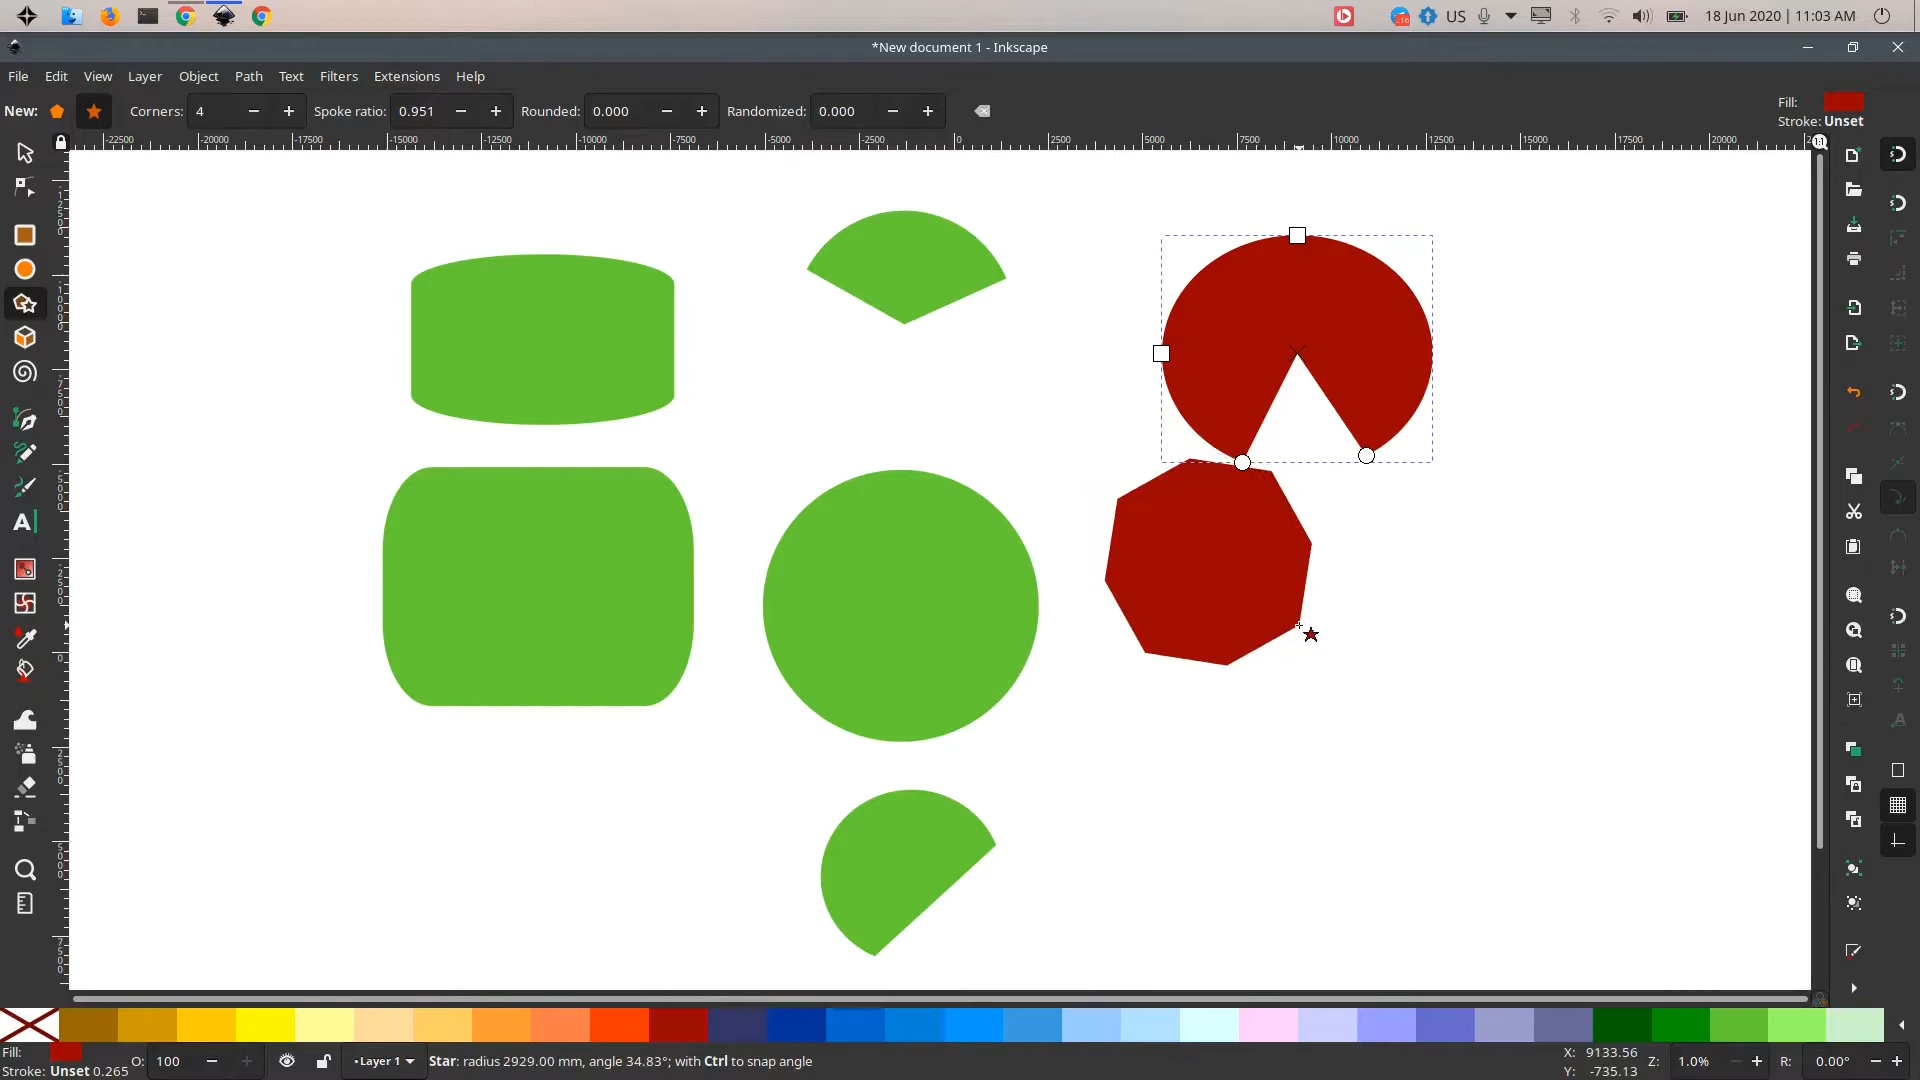 US
18 Jun 2020 | 11:03 AM
*New document 1 - Inkscape
File Edit View Layer Object Path Text Filters Extensions Help
New: Corners: 4 Spoke ratio: 0.951 Rounded: 0.000 Randomized: 0.000
Fill:
Stroke: Unset
-22500 -20000 -17500 -15000 -12500 -10000 -7500 -5000 -2500 0 2500 5000 7500 10000 12500 15000 17500 20000
Fill:
Stroke: Unset 0.265
O: 100
Layer 1
Star: radius 2929.00 mm, angle 34.83°; with Ctrl to snap angle
X: 9133.56
Y: -735.13
Z: 1.0%
R: 0.00°